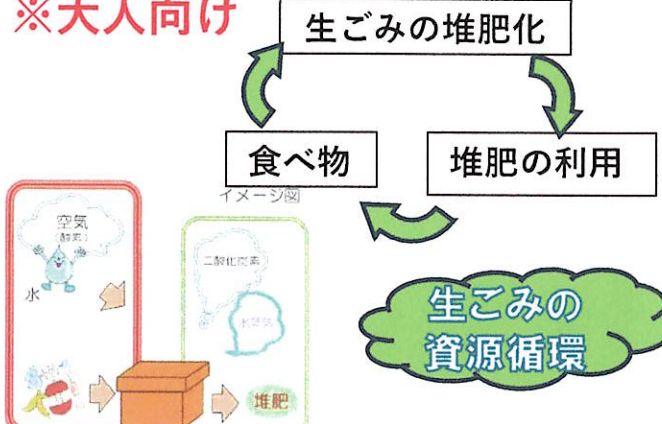 ※大人向け
生ごみの堆肥化
食べ物
堆肥の利用
イメージ図
空気
(酸素)
水
二酸化炭素
水蒸気
堆肥
生ごみの
資源循環